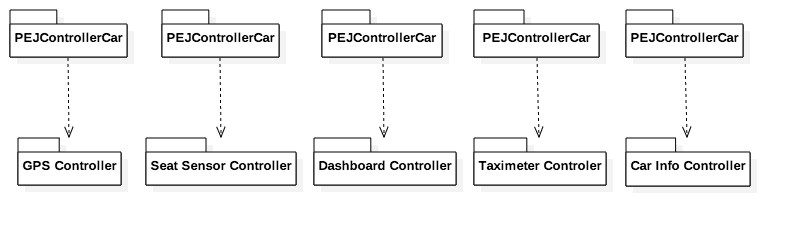 PEJControllerCar PEJControllerCar PEJControllerCar PEJControllerCar PEJControllerCar
GPS Controller Seat Sensor Controller Dashboard Controller Taximeter Controler Car Info Controller